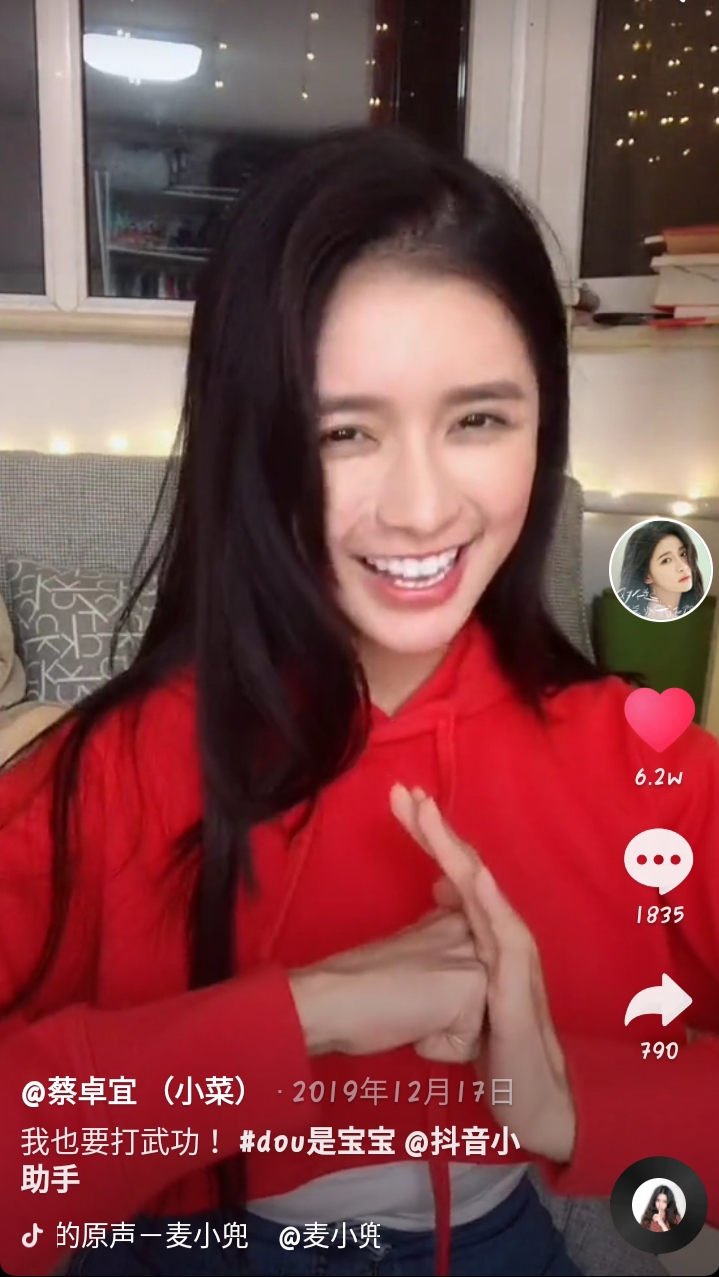 6.2w
1835
790
@蔡卓宜 （小菜） · 2019年12月17日
我也要打武功！ #dou是宝宝 @抖音小
助手
的原声－麦小兜 @麦小兜